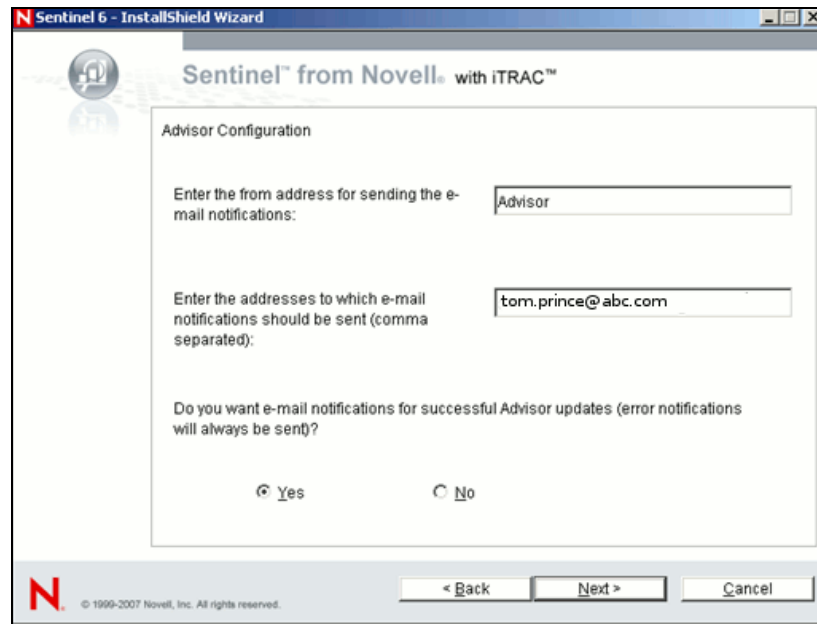 Sentinel 6 - InstallShield Wizard
Sentinel™ from Novell® with iTRAC™
Advisor Configuration
Enter the from address for sending the e-
mail notifications:
Advisor
Enter the addresses to which e-mail
notifications should be sent (comma
separated):
tom.prince@abc.com
Do you want e-mail notifications for successful Advisor updates (error notifications
will always be sent)?
Yes
No
N.
© 1999-2007 Novell, Inc. All rights reserved.
< Back
Next >
Cancel